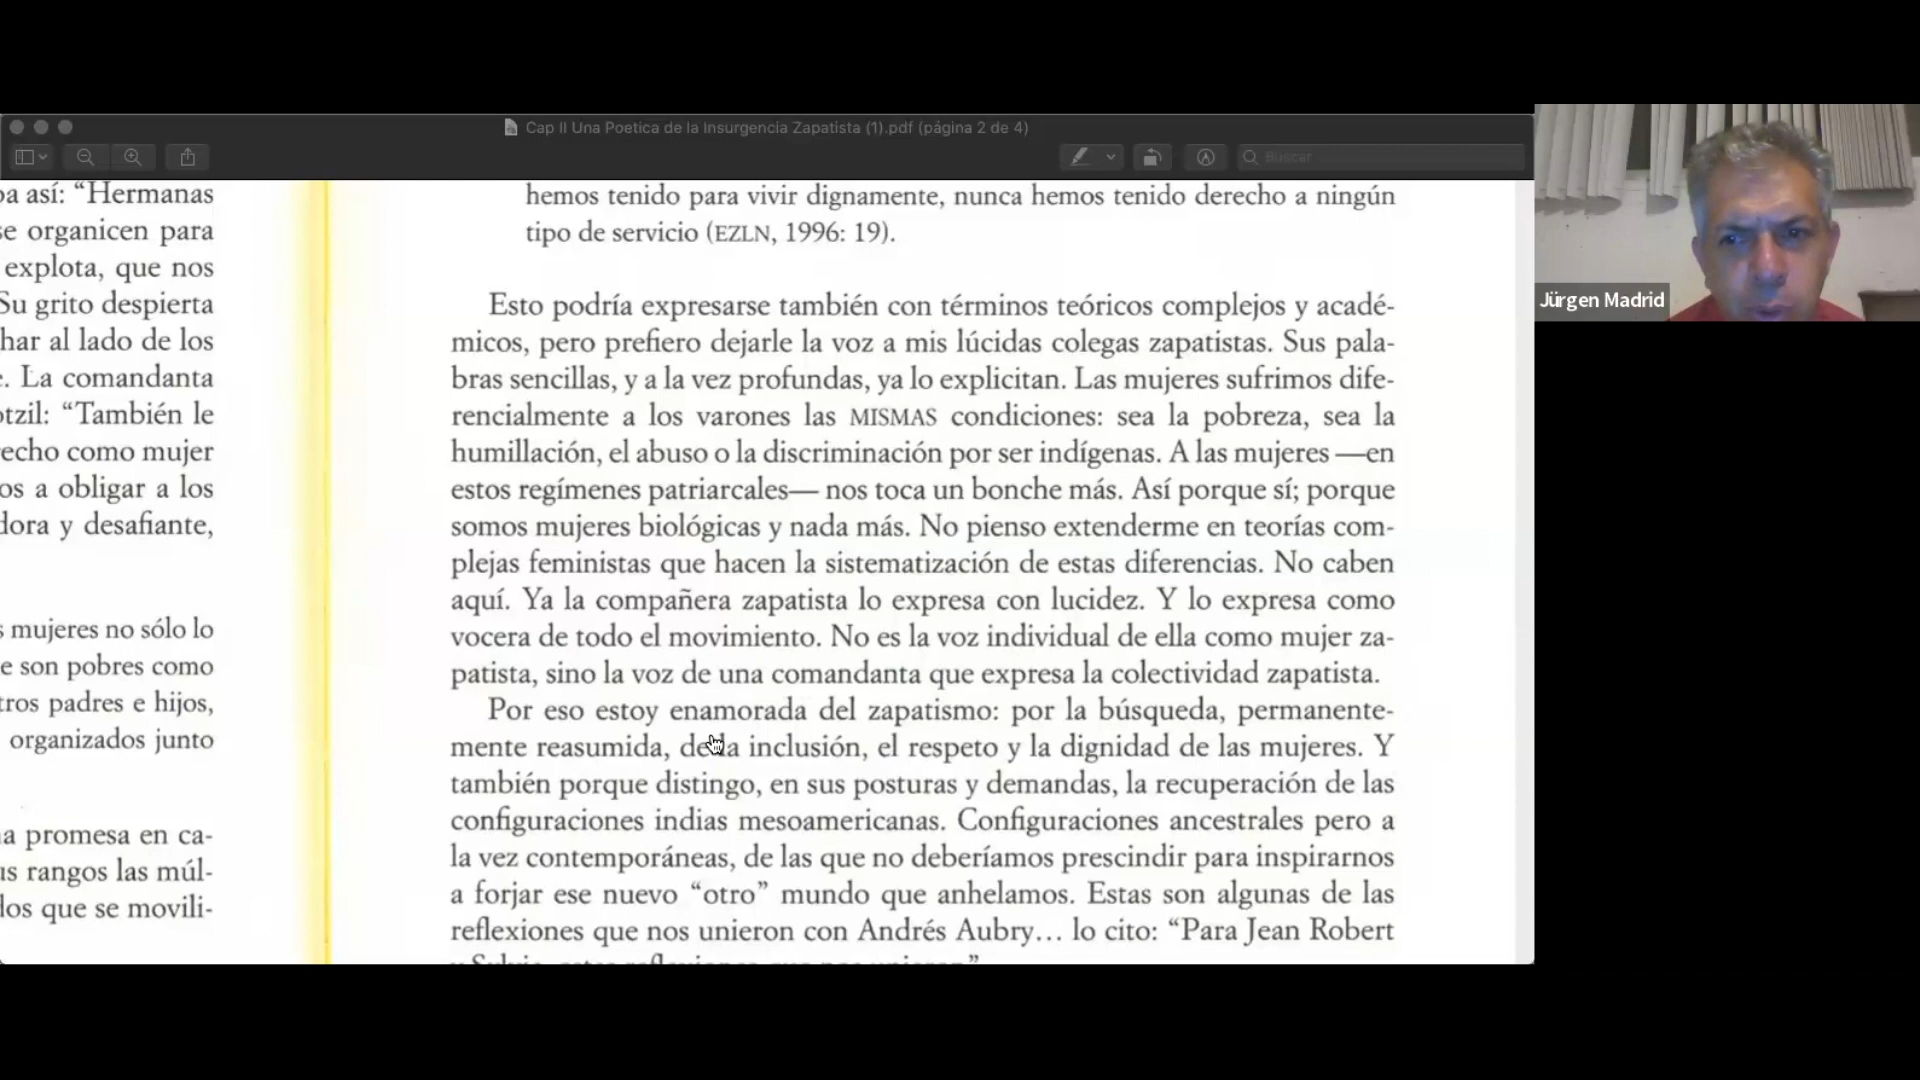 Cap II Una Poetica de la Insurgencia Zapatista (1).pdf (página 2 de 4)
Buscar
así: “Hermanas
se organicen para
explota, que nos
Su grito despierta
har al lado de los
. La comandanta
otzil: “También le
recho como mujer
os a obligar a los
dora y desafiante,
s mujeres no sólo lo
e son pobres como
tros padres e hijos,
organizados junto
a promesa en ca-
us rangos las múl-
los que se movili-
hemos tenido para vivir dignamente, nunca hemos tenido derecho a ningún
tipo de servicio (EZLN, 1996: 19).
Esto podría expresarse también con términos teóricos complejos y acadé-
micos, pero prefiero dejarle la voz a mis lúcidas colegas zapatistas. Sus pala-
bras sencillas, y a la vez profundas, ya lo explicitan. Las mujeres sufrimos dife-
rencialmente a los varones las MISMAS condiciones: sea la pobreza, sea la
humillación, el abuso o la discriminación por ser indígenas. A las mujeres —en
estos regímenes patriarcales— nos toca un bonche más. Así porque sí; porque
somos mujeres biológicas y nada más. No pienso extenderme en teorías com-
plejas feministas que hacen la sistematización de estas diferencias. No caben
aquí. Ya la compañera zapatista lo expresa con lucidez. Y lo expresa como
vocera de todo el movimiento. No es la voz individual de ella como mujer za-
patista, sino la voz de una comandanta que expresa la colectividad zapatista.
Por eso estoy enamorada del zapatismo: por la búsqueda, permanente-
mente reasumida, de la inclusión, el respeto y la dignidad de las mujeres. Y
también porque distingo, en sus posturas y demandas, la recuperación de las
configuraciones indias mesoamericanas. Configuraciones ancestrales pero a
la vez contemporáneas, de las que no deberíamos prescindir para inspirarnos
a forjar ese nuevo “otro” mundo que anhelamos. Estas son algunas de las
reflexiones que nos unieron con Andrés Aubry… lo cito: “Para Jean Robert
Jürgen Madrid